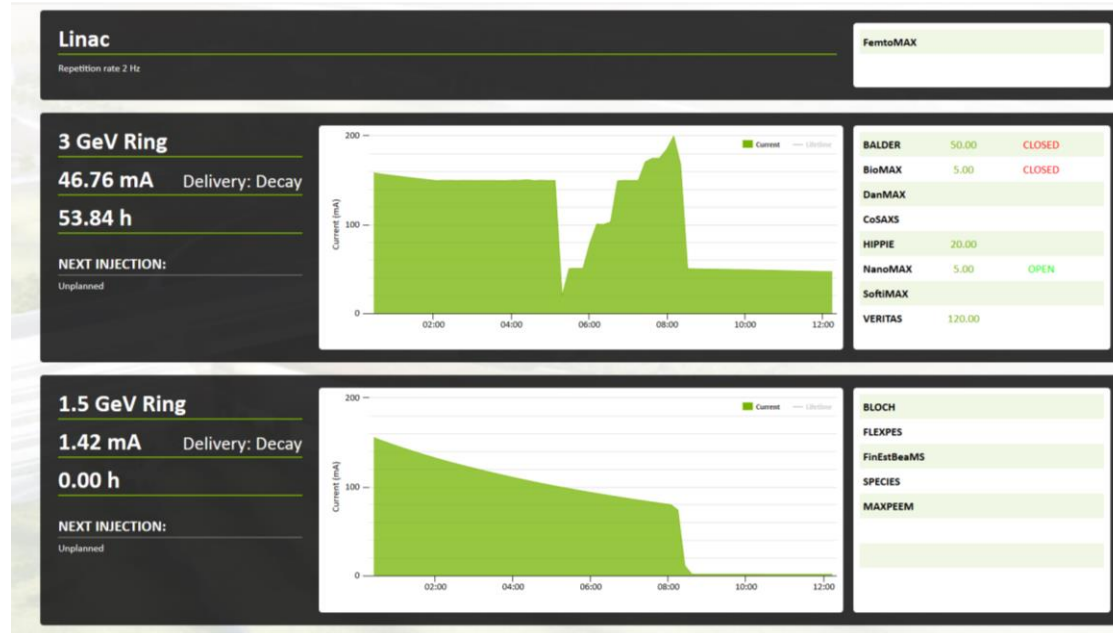 Linac
Repetition rate 2 Hz
FemtoMAX
3 GeV Ring
46.76 mA Delivery: Decay
53.84 h
NEXT INJECTION:
Unplanned
Current (mA)
200
100
0
Current Lifetime
02:00 04:00 06:00 08:00 10:00 12:00
BALDER 50.00 CLOSED
BioMAX 5.00 CLOSED
DanMAX
CoSAXS
HIPPIE 20.00
NanoMAX 5.00 OPEN
SoftiMAX
VERITAS 120.00
1.5 GeV Ring
1.42 mA Delivery: Decay
0.00 h
NEXT INJECTION:
Unplanned
Current (mA)
200
100
0
Current Lifetime
02:00 04:00 06:00 08:00 10:00 12:00
BLOCH
FLEXPES
FinEstBeaMS
SPECIES
MAXPEEM